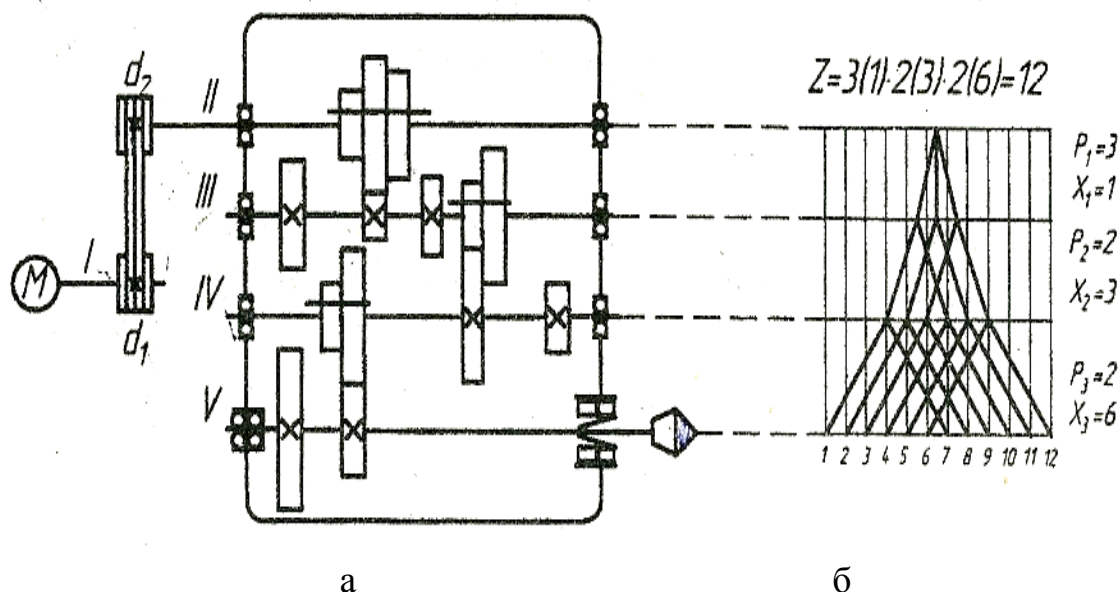 d₂
II
III
I
M
IV
d₁
V
Z=3(1)·2(3)·2(6)=12
P₁=3
X₁=1
P₂=2
X₂=3
P₃=2
X₃=6
1 2 3 4 5 6 7 8 9 10 11 12
а
б